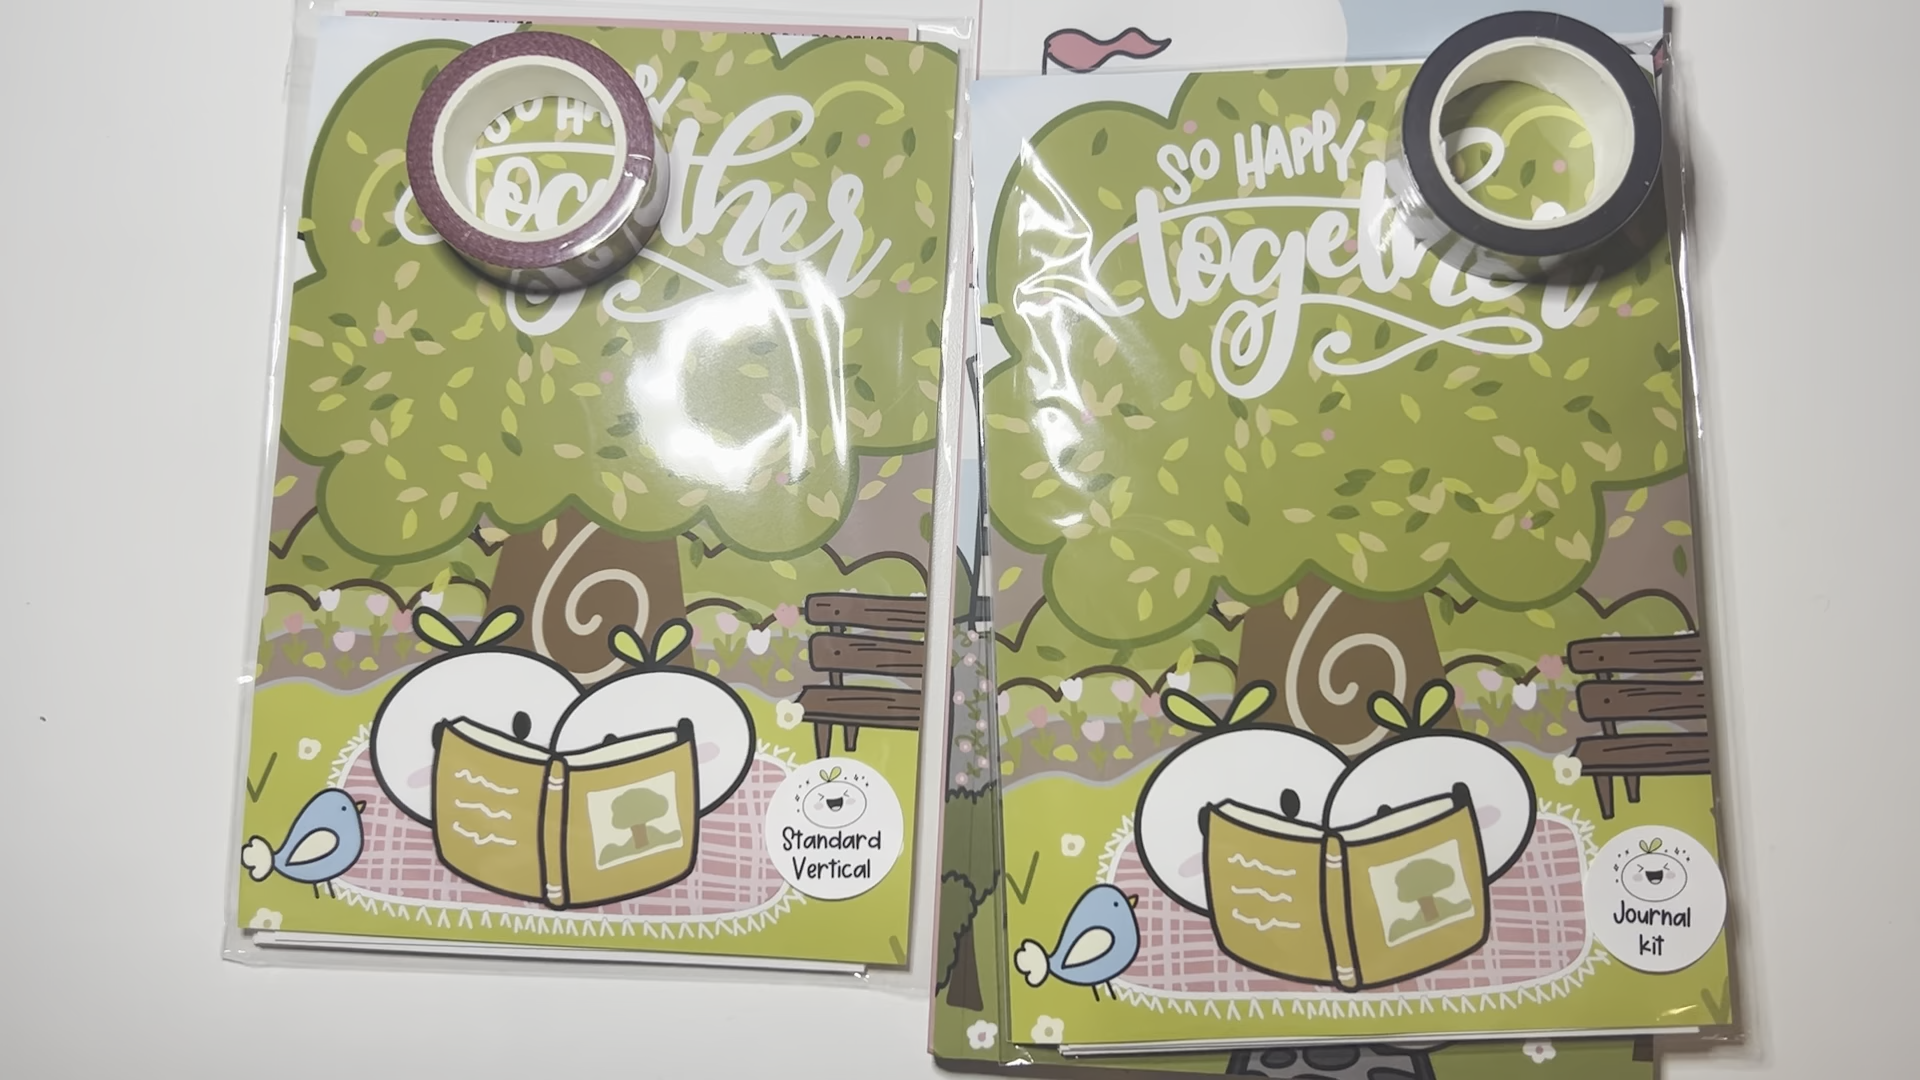 SO HAPPY
together
Standard
Vertical
SO HAPPY
together
Journal
kit